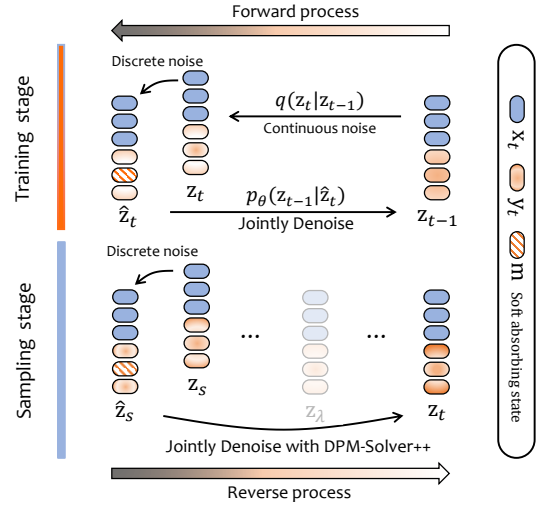 Forward process
Training stage
Discrete noise
q(z_t|z_{t-1})
Continuous noise
z_t
ẑ_t
p_θ(z_{t-1}|ẑ_t)
Jointly Denoise
z_{t-1}
Sampling stage
Discrete noise
...
...
z_s
ẑ_s
z_λ
z_t
Jointly Denoise with DPM-Solver++
Reverse process
x_t
y_t
m
Soft absorbing state